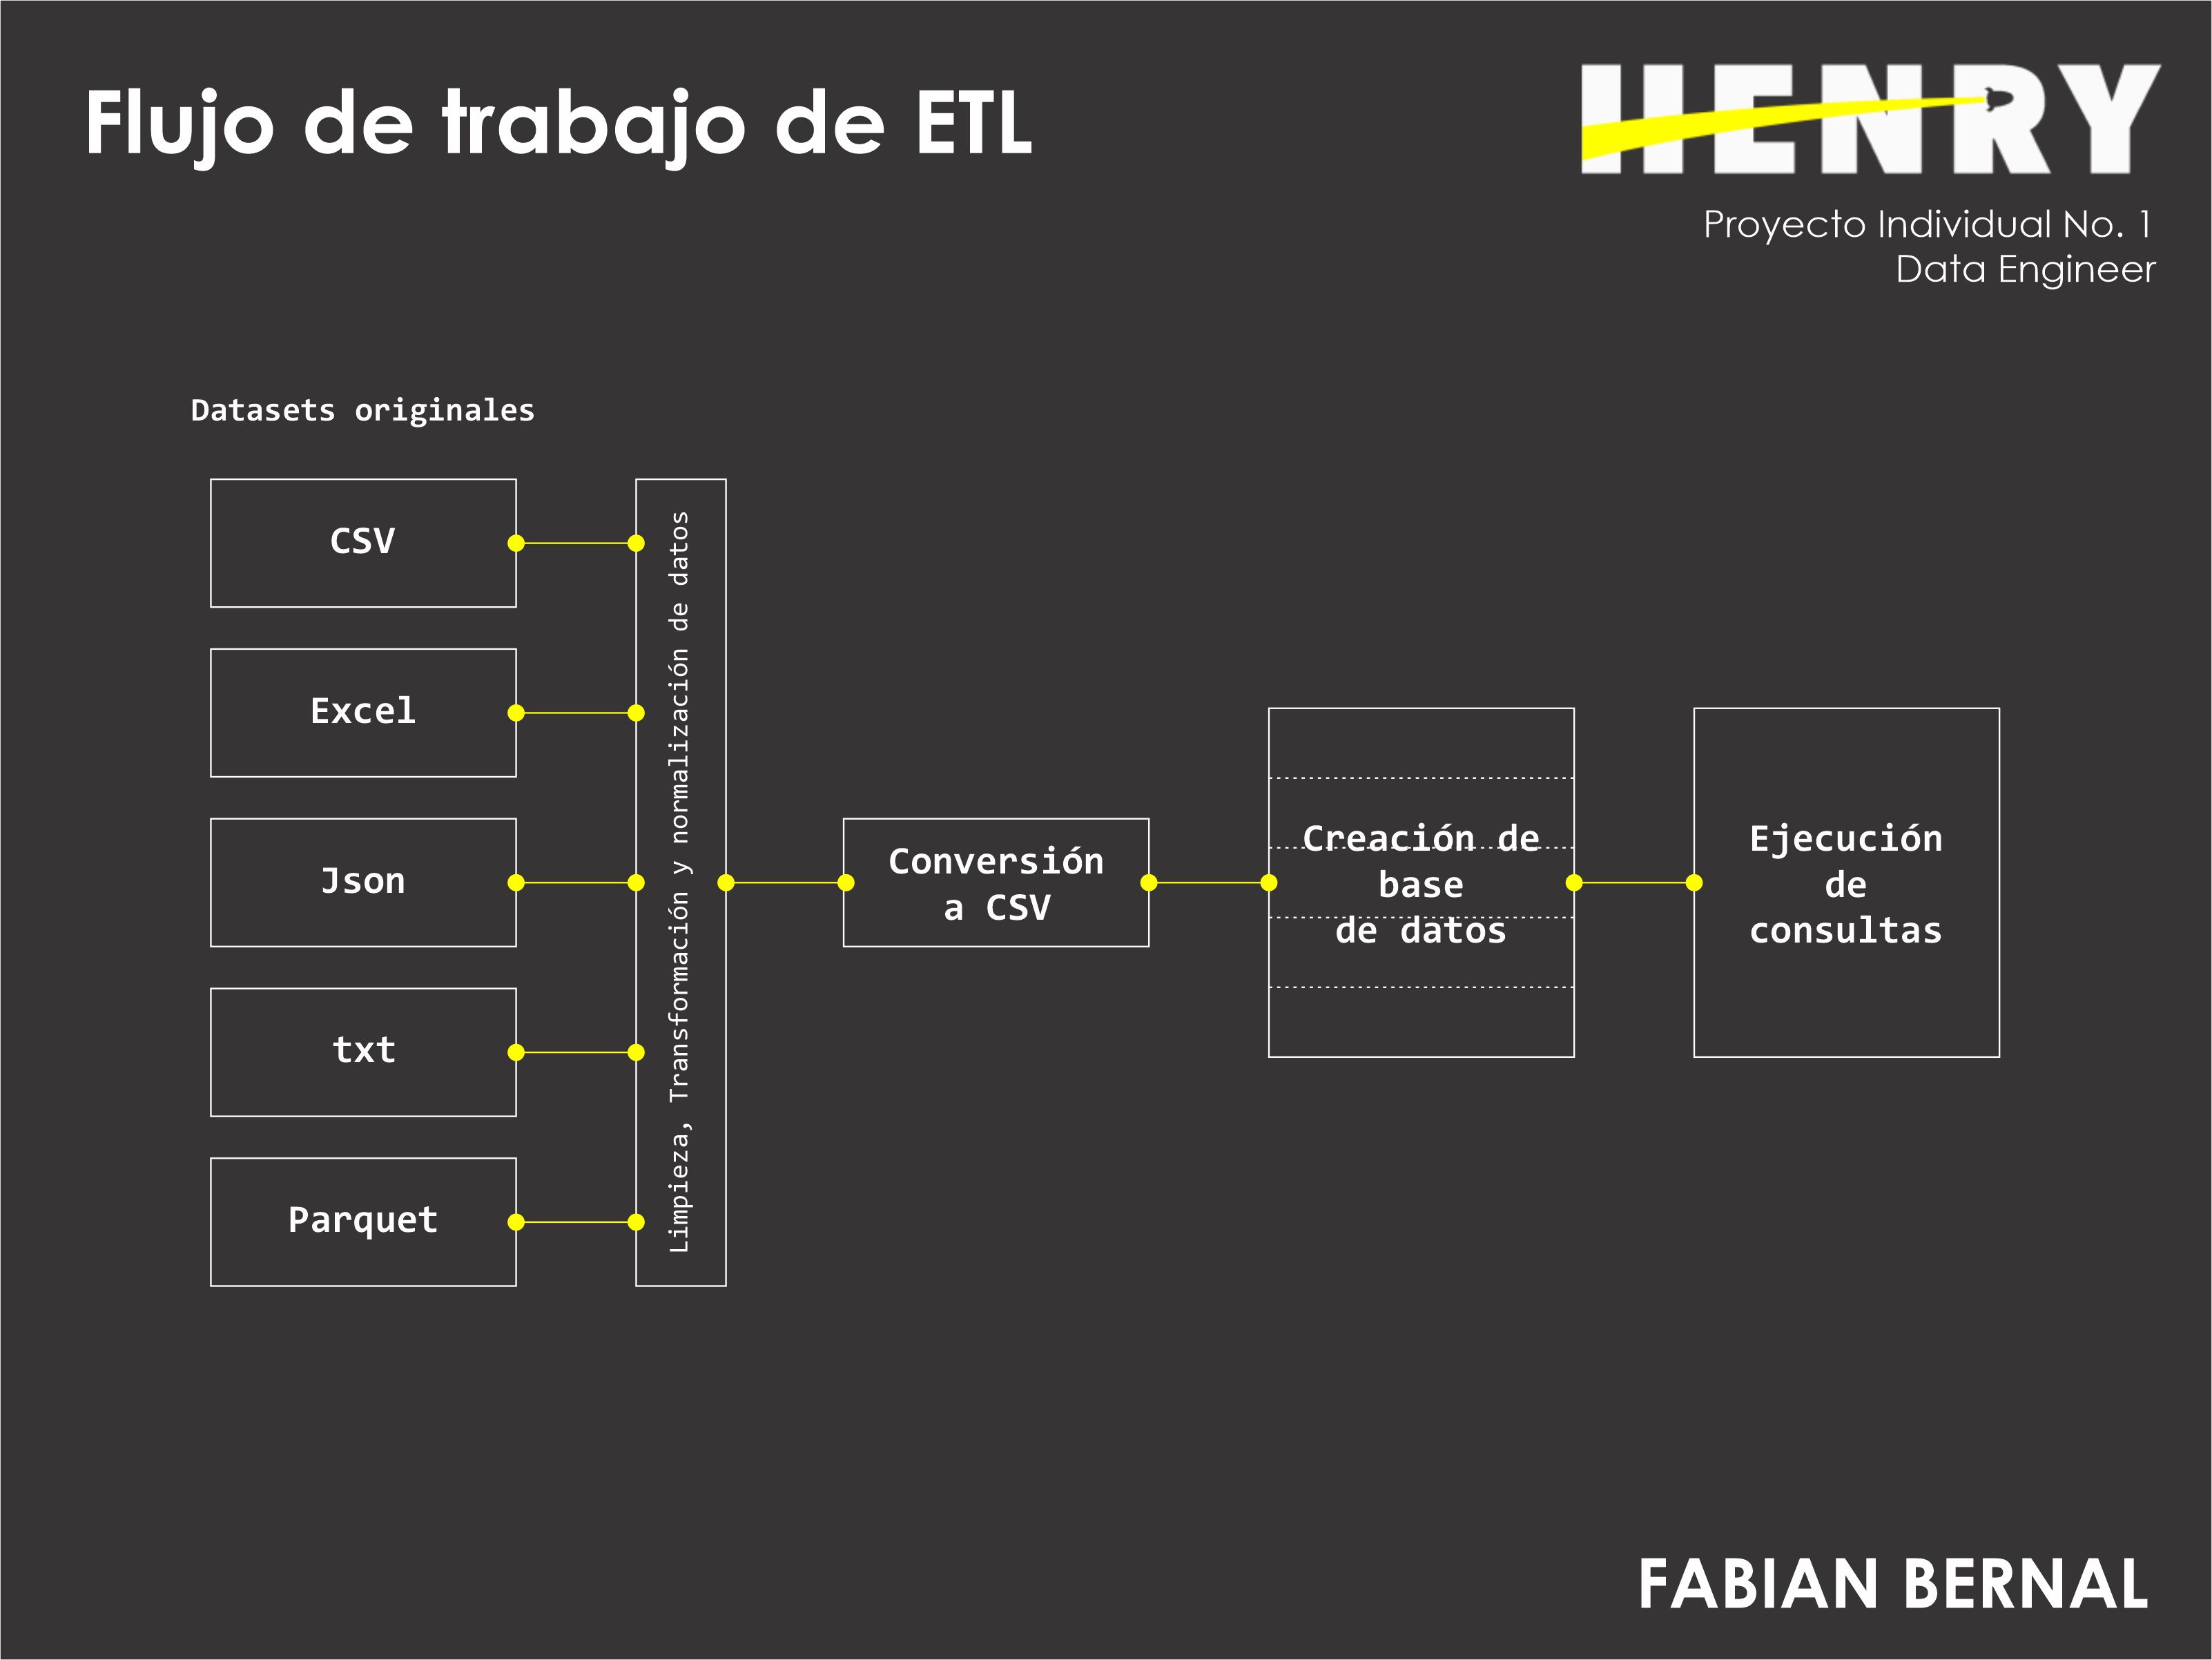 Flujo de trabajo de ETL
HENRY
Proyecto Individual No. 1
Data Engineer
Datasets originales
CSV
Excel
Json
txt
Parquet
Limpieza, Transformación y normalización de datos
Conversión
a CSV
Creación de
base
de datos
Ejecución
de
consultas
FABIAN BERNAL